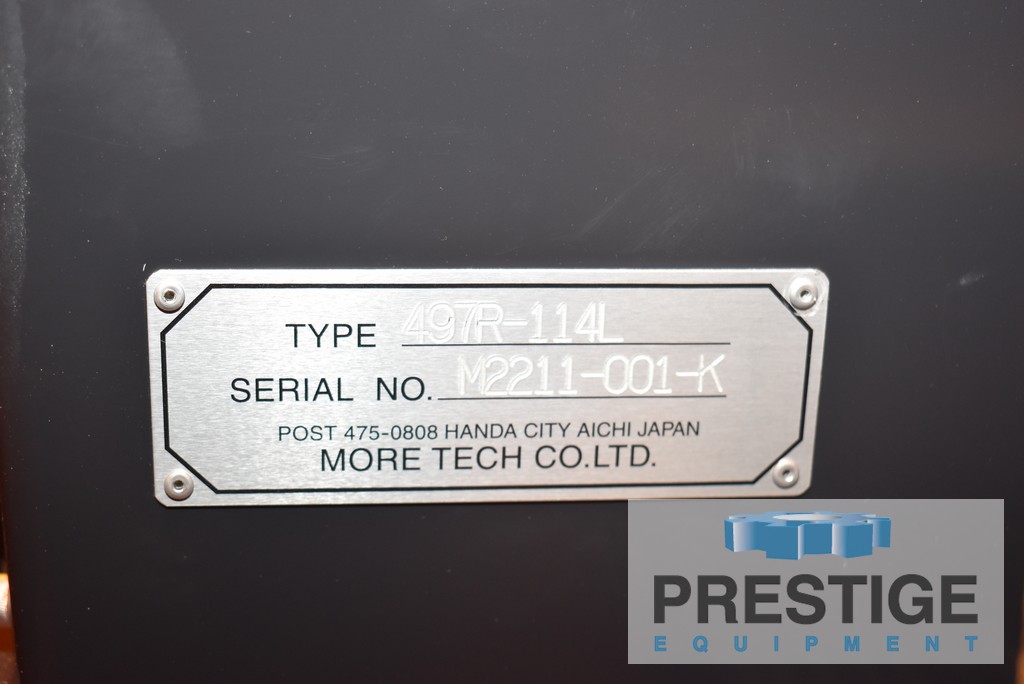 TYPE 497R-114L
SERIAL NO. M2211-001-K
POST 475-0808 HANDA CITY AICHI JAPAN
MORE TECH CO.LTD.
PRESTIGE
EQUIPMENT